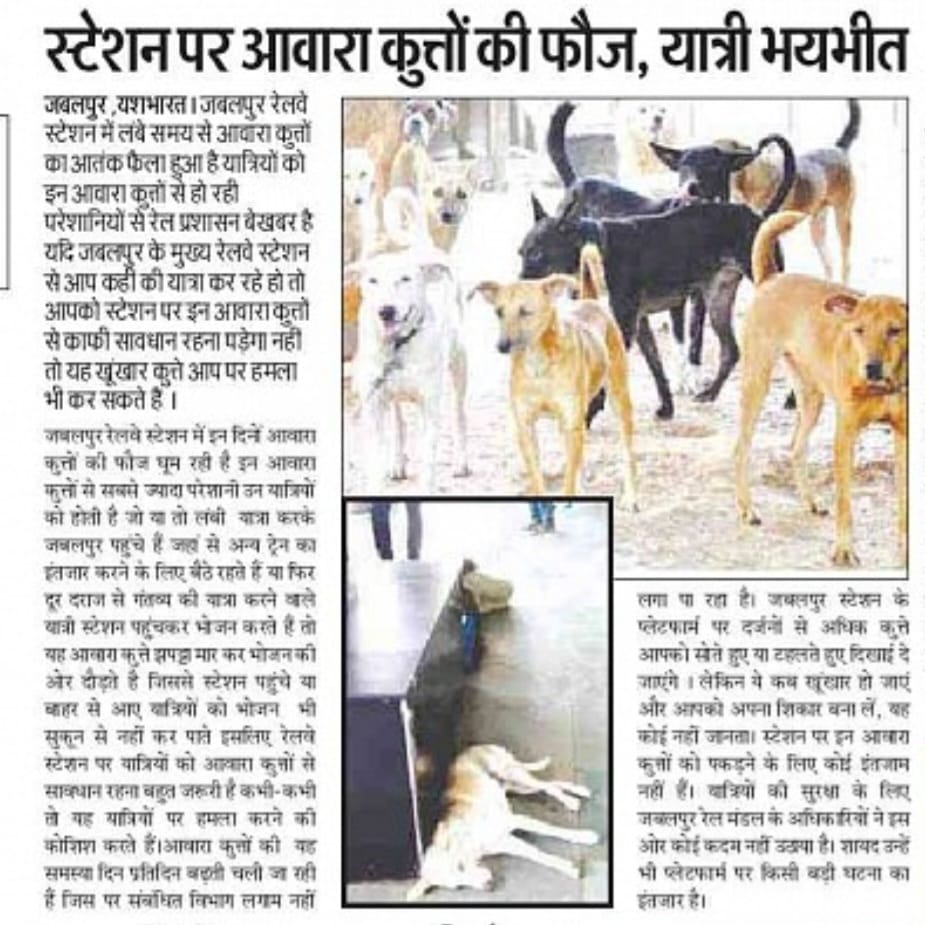 स्टेशन पर आवारा कुत्तों की फौज, यात्री भयभीत
जबलपुर ,यशभारत। जबलपुर रेलवे
स्टेशन में लंबे समय से आवारा कुत्तों
का आतंक फैला हुआ है यात्रियों को
इन आवारा कुत्तों से हो रही
परेशानियों से रेल प्रशासन बेखबर है
यदि जबलपुर के मुख्य रेलवे स्टेशन
से आप कही की यात्रा कर रहे हो तो
आपको स्टेशन पर इन आवारा कुत्तों
से काफी सावधान रहना पड़ेगा नही
तो यह खूंखार कुत्ते आप पर हमला
भी कर सकते है ।
जबलपुर रेलवे स्टेशन में इन दिनों आवारा
कुत्तों की फौज घूम रही है इन आवारा
कुत्तों से सबसे ज्यादा परेशानी उन यात्रियों
को होती है जो या तो लंबी यात्रा करके
जबलपुर पहुंचे हैं जहां से अन्य ट्रेन का
इंतजार करने के लिए बैठे रहते हैं या फिर
दूर दराज से गंतव्य की यात्रा करने वाले
यात्री स्टेशन पहुंचकर भोजन करते हैं तो
यह आवारा कुत्ते झपट्टा मार कर भोजन की
ओर दौड़ते है जिससे स्टेशन पहुंचे या
बाहर से आए यात्रियों को भोजन भी
सुकून से नहीं कर पाते इसलिए रेलवे
स्टेशन पर यात्रियों को आवारा कुत्तों से
सावधान रहना बहुत जरूरी है कभी-कभी
तो यह यात्रियों पर हमला करने की
कोशिश करते हैं।आवारा कुत्तों की यह
समस्या दिन प्रतिदिन बढ़ती चली जा रही
हैं जिस पर संबंधित विभाग लगाम नहीं
लगा पा रहा है। जबलपुर स्टेशन के
प्लेटफार्म पर दर्जनों से अधिक कुत्ते
आपको सोते हुए या टहलते हुए दिखाई दे
जाएंगे । लेकिन ये कब खूंखार हो जाएं
और आपको अपना शिकार बना लें, यह
कोई नहीं जानता। स्टेशन पर इन आवारा
कुत्तों को पकड़ने के लिए कोई इंतजाम
नहीं हैं। यात्रियों की सुरक्षा के लिए
जबलपुर रेल मंडल के अधिकारियों ने इस
ओर कोई कदम नहीं उठाया है। शायद उन्हें
भी प्लेटफार्म पर किसी बड़ी घटना का
इंतजार है।